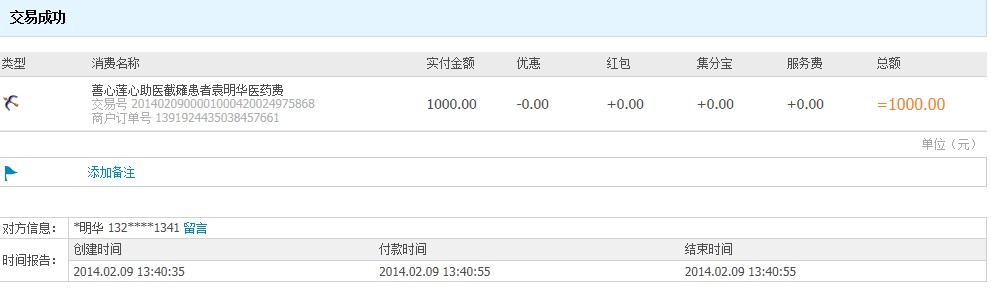 交易成功
类型 消费名称 实付金额 优惠 红包 集分宝 服务费 总额
善心莲心助医截瘫患者袁明华医药费
交易号 2014020900001000420024975868
商户订单号 1391924435038457661
1000.00 -0.00 +0.00 +0.00 +0.00 =1000.00
单位（元）
添加备注
对方信息： *明华 132****1341 留言
时间报告： 创建时间 付款时间 结束时间
2014.02.09 13:40:35 2014.02.09 13:40:55 2014.02.09 13:40:55